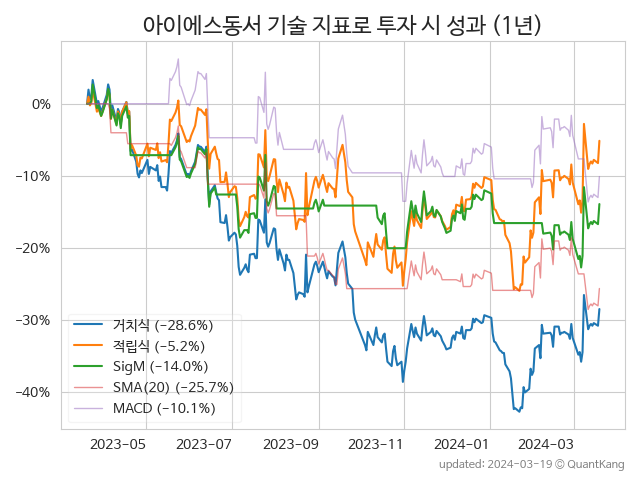 아이에스동서 기술 지표로 투자 시 성과 (1년)
0%
−10%
−20%
−30%
−40%
거치식 (−28.6%)
적립식 (−5.2%)
SigM (−14.0%)
SMA(20) (−25.7%)
MACD (−10.1%)
2023-05 2023-07 2023-09 2023-11 2024-01 2024-03
updated: 2024-03-19 © QuantKang